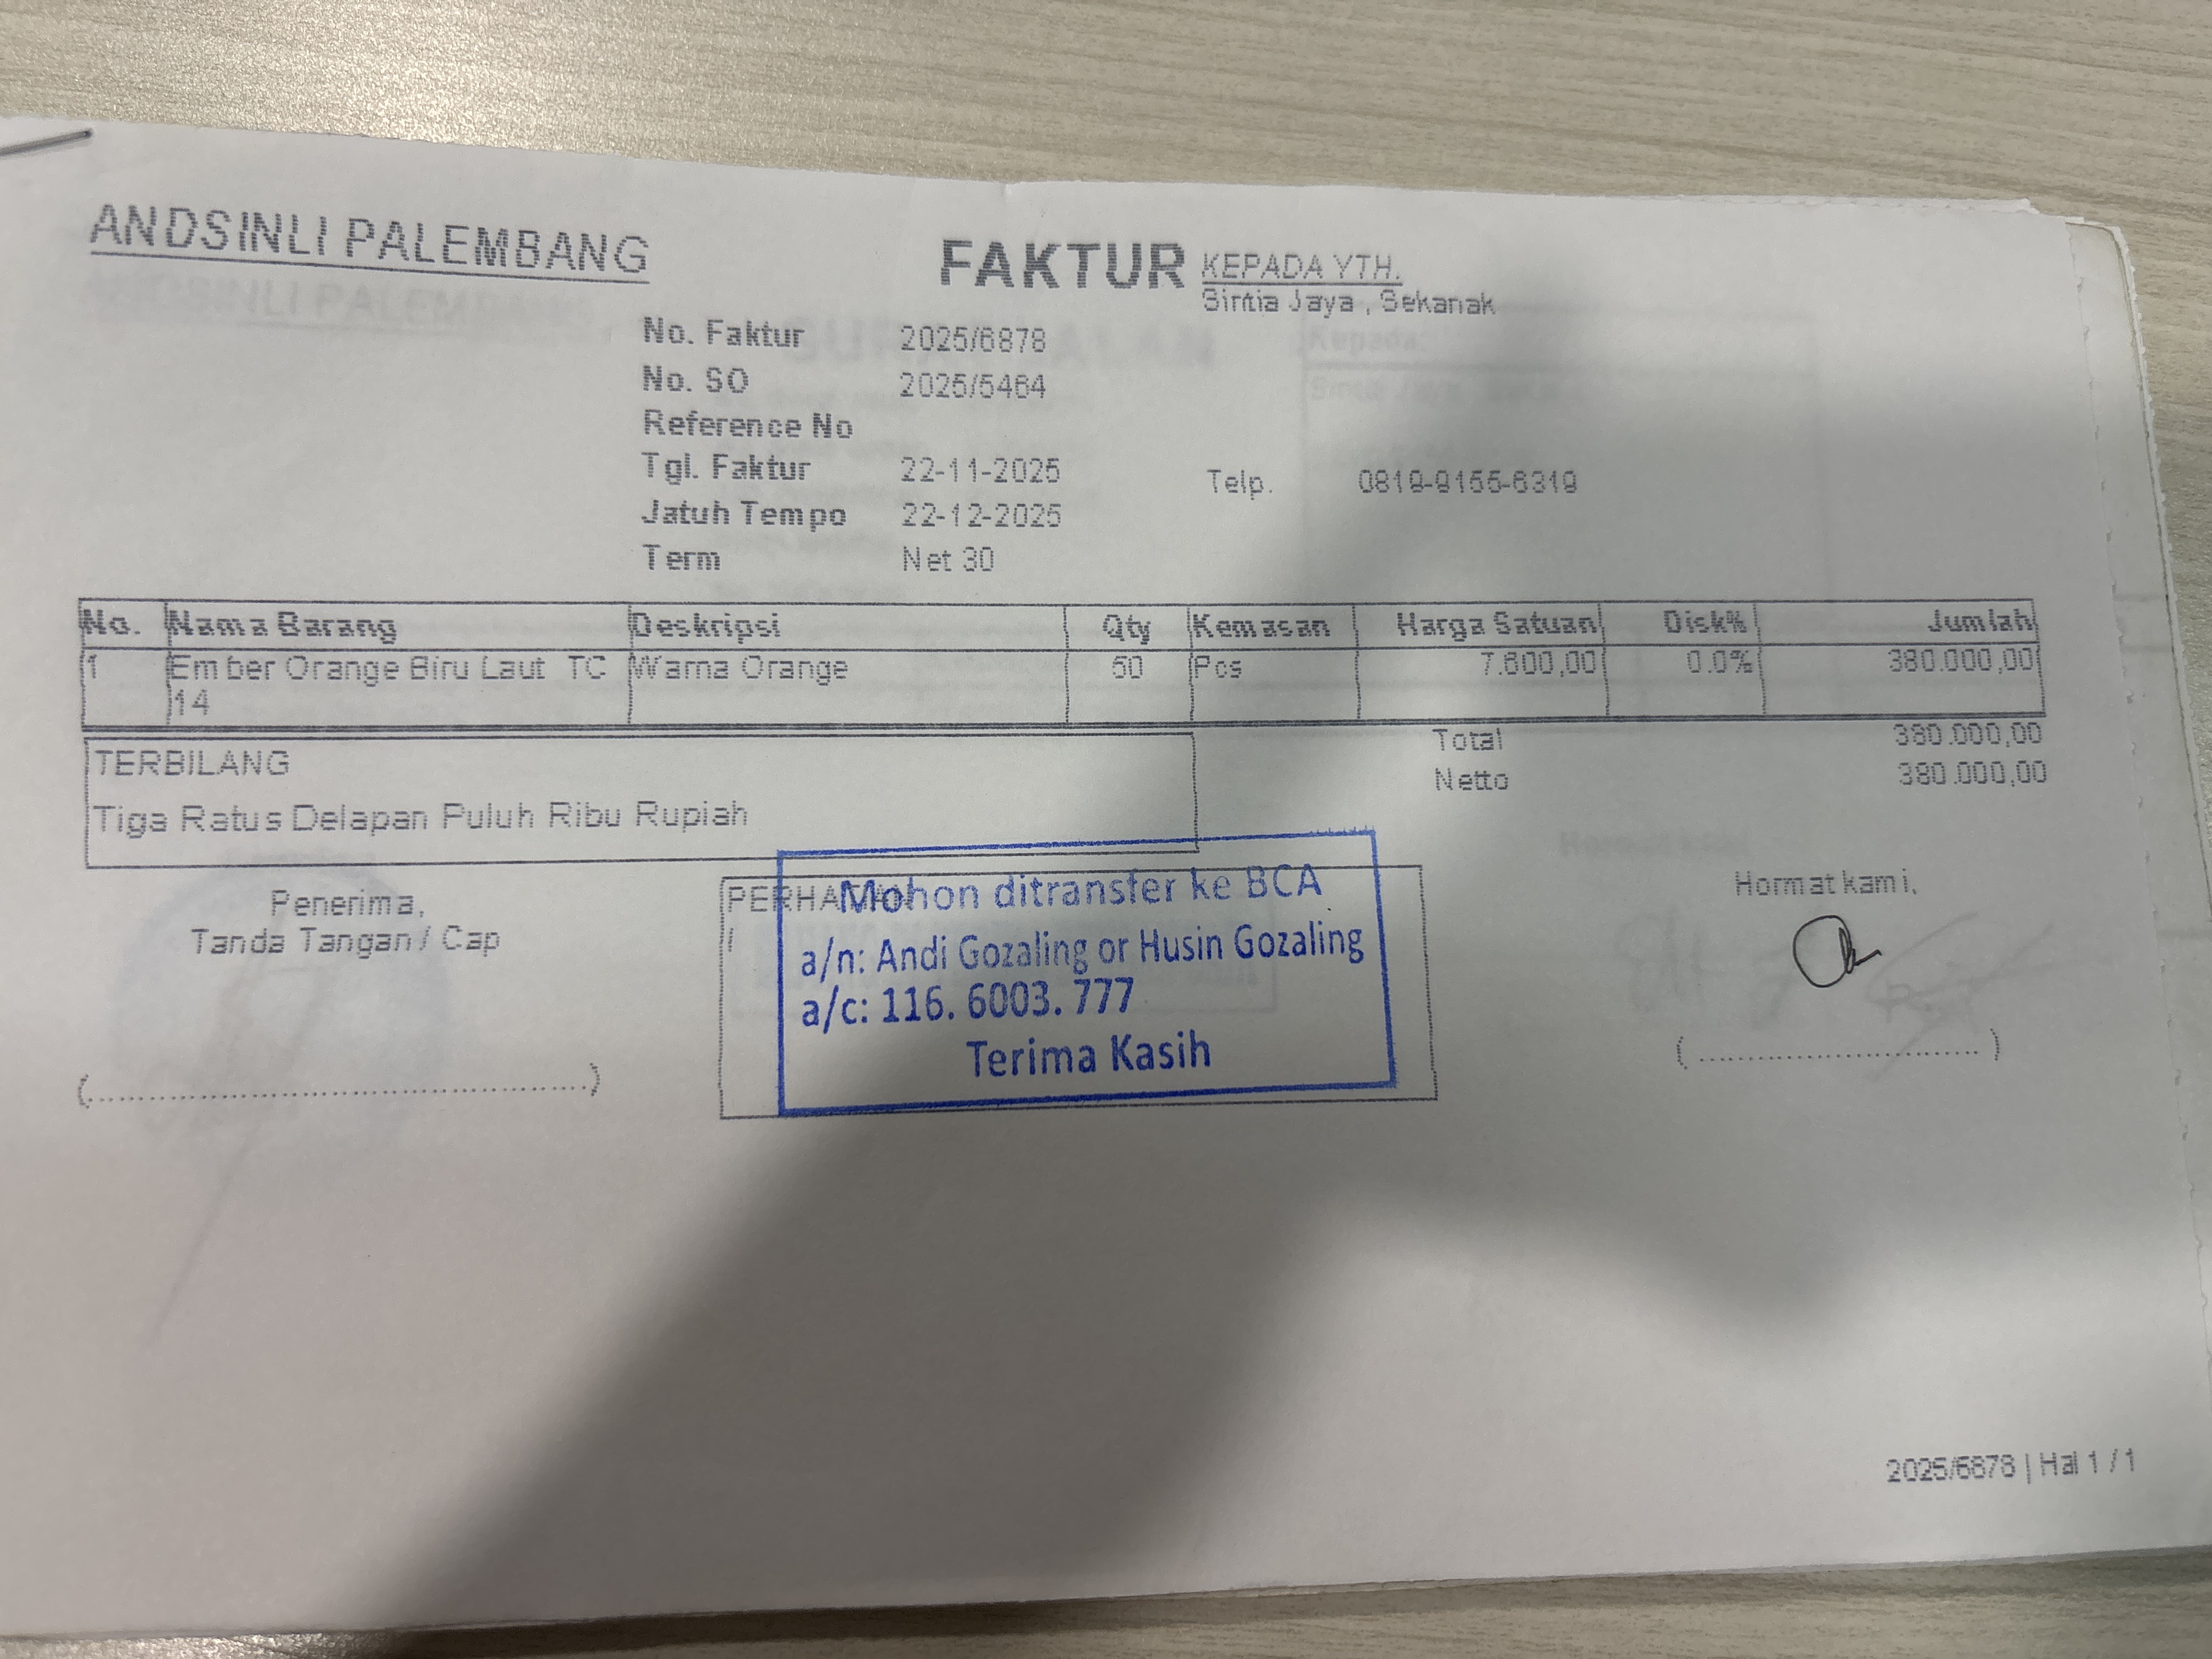 ANDSINLI PALEMBANG
FAKTUR
KEPADA YTH.
Sintia Jaya , Sekanak
No. Faktur 2025/6878
No. SO 2025/5464
Reference No
Tgl. Faktur 22-11-2025
Telp. 0819-9155-6319
Jatuh Tempo 22-12-2025
Term Net 30
No. Nama Barang Deskripsi Qty Kemasan Harga Satuan Disk% Jumlah
1 Ember Orange Biru Laut TC Warna Orange 50 Pcs 7.600,00 0.0% 380.000,00
14
Total 380.000,00
TERBILANG
Netto 380.000,00
Tiga Ratus Delapan Puluh Ribu Rupiah
Penerima,
Tanda Tangan / Cap
Mohon ditransfer ke BCA
a/n: Andi Gozaling or Husin Gozaling
a/c: 116. 6003. 777
Terima Kasih
Hormat kami,
2025/6878 | Hal 1 / 1